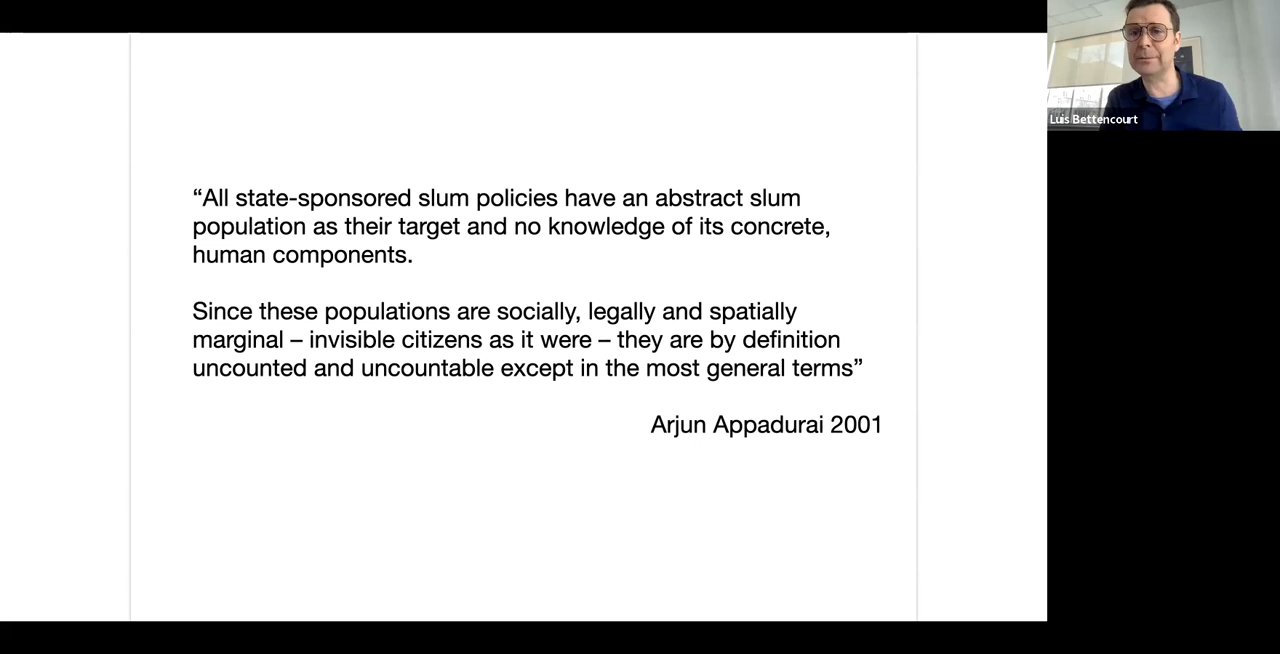 “All state-sponsored slum policies have an abstract slum
population as their target and no knowledge of its concrete,
human components.
Since these populations are socially, legally and spatially
marginal – invisible citizens as it were – they are by definition
uncounted and uncountable except in the most general terms”
Arjun Appadurai 2001
Luis Bettencourt